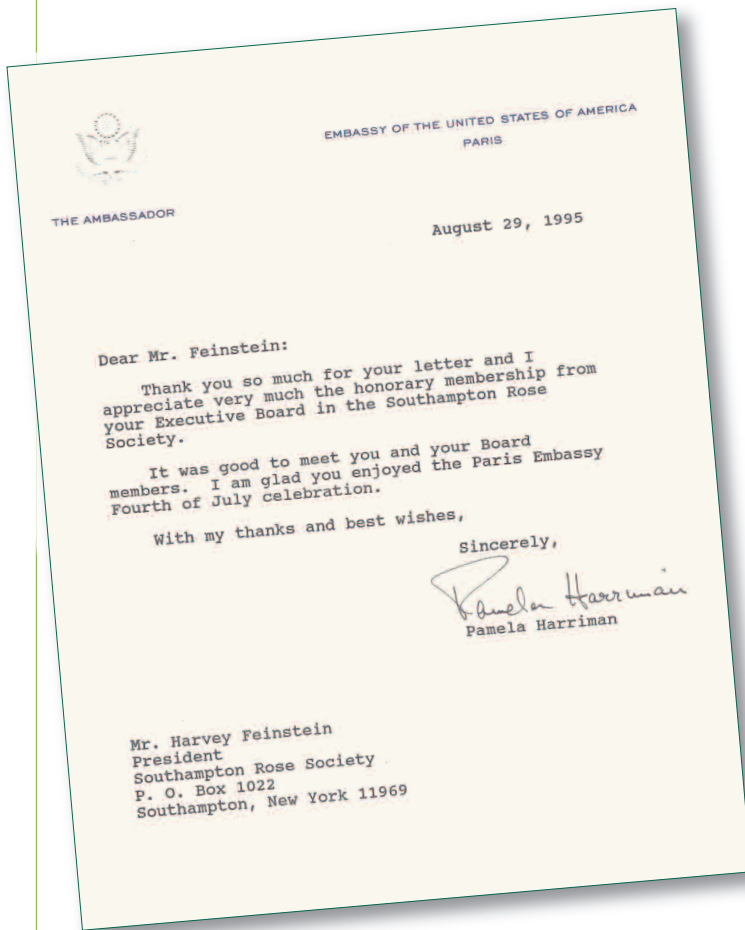 EMBASSY OF THE UNITED STATES OF AMERICA
PARIS
THE AMBASSADOR
August 29, 1995
Dear Mr. Feinstein:
Thank you so much for your letter and I
appreciate very much the honorary membership from
your Executive Board in the Southampton Rose
Society.
It was good to meet you and your Board
members. I am glad you enjoyed the Paris Embassy
Fourth of July celebration.
With my thanks and best wishes,
Sincerely,
Pamela Harriman
Pamela Harriman
Mr. Harvey Feinstein
President
Southampton Rose Society
P. O. Box 1022
Southampton, New York 11969